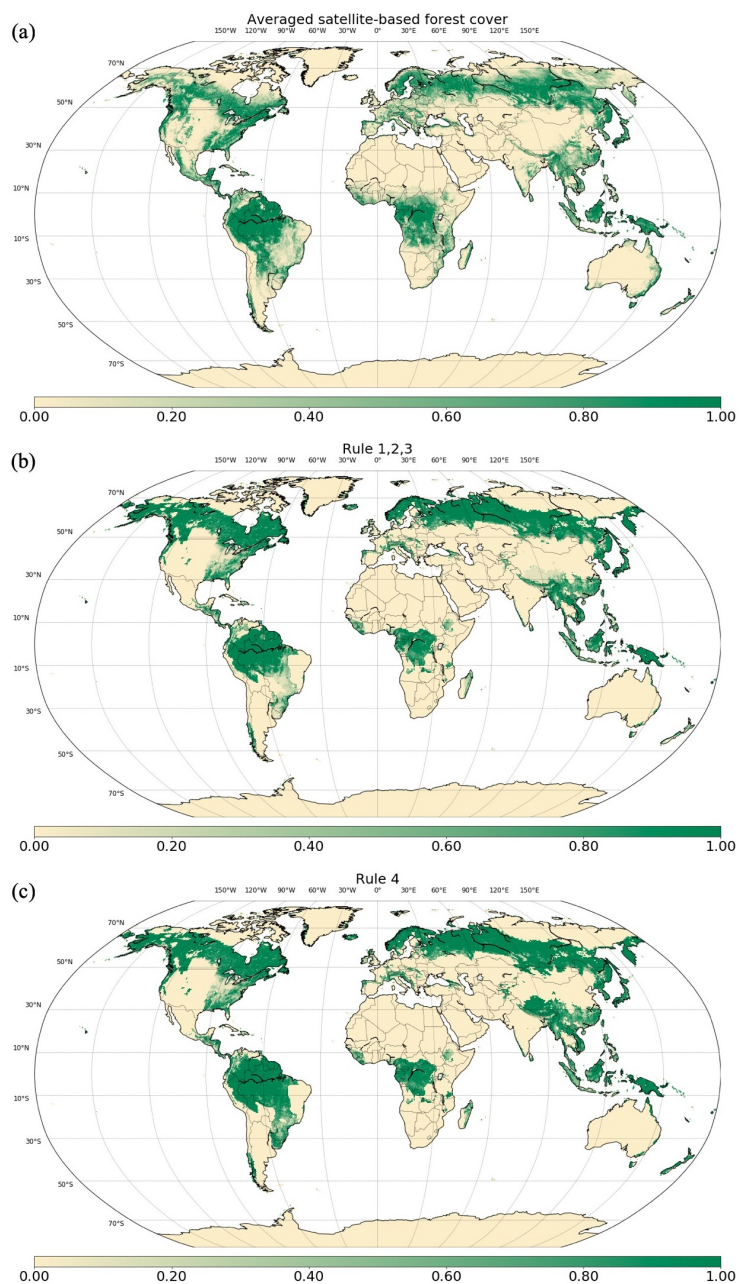 (a)
Averaged satellite-based forest cover
150°W 120°W 90°W 60°W 30°W 0° 30°E 60°E 90°E 120°E 150°E
70°N
50°N
30°N
10°N
10°S
30°S
50°S
70°S
0.00 0.20 0.40 0.60 0.80 1.00
(b)
Rule 1,2,3
150°W 120°W 90°W 60°W 30°W 0° 30°E 60°E 90°E 120°E 150°E
70°N
50°N
30°N
10°N
10°S
30°S
50°S
70°S
0.00 0.20 0.40 0.60 0.80 1.00
(c)
Rule 4
150°W 120°W 90°W 60°W 30°W 0° 30°E 60°E 90°E 120°E 150°E
70°N
50°N
30°N
10°N
10°S
30°S
50°S
70°S
0.00 0.20 0.40 0.60 0.80 1.00